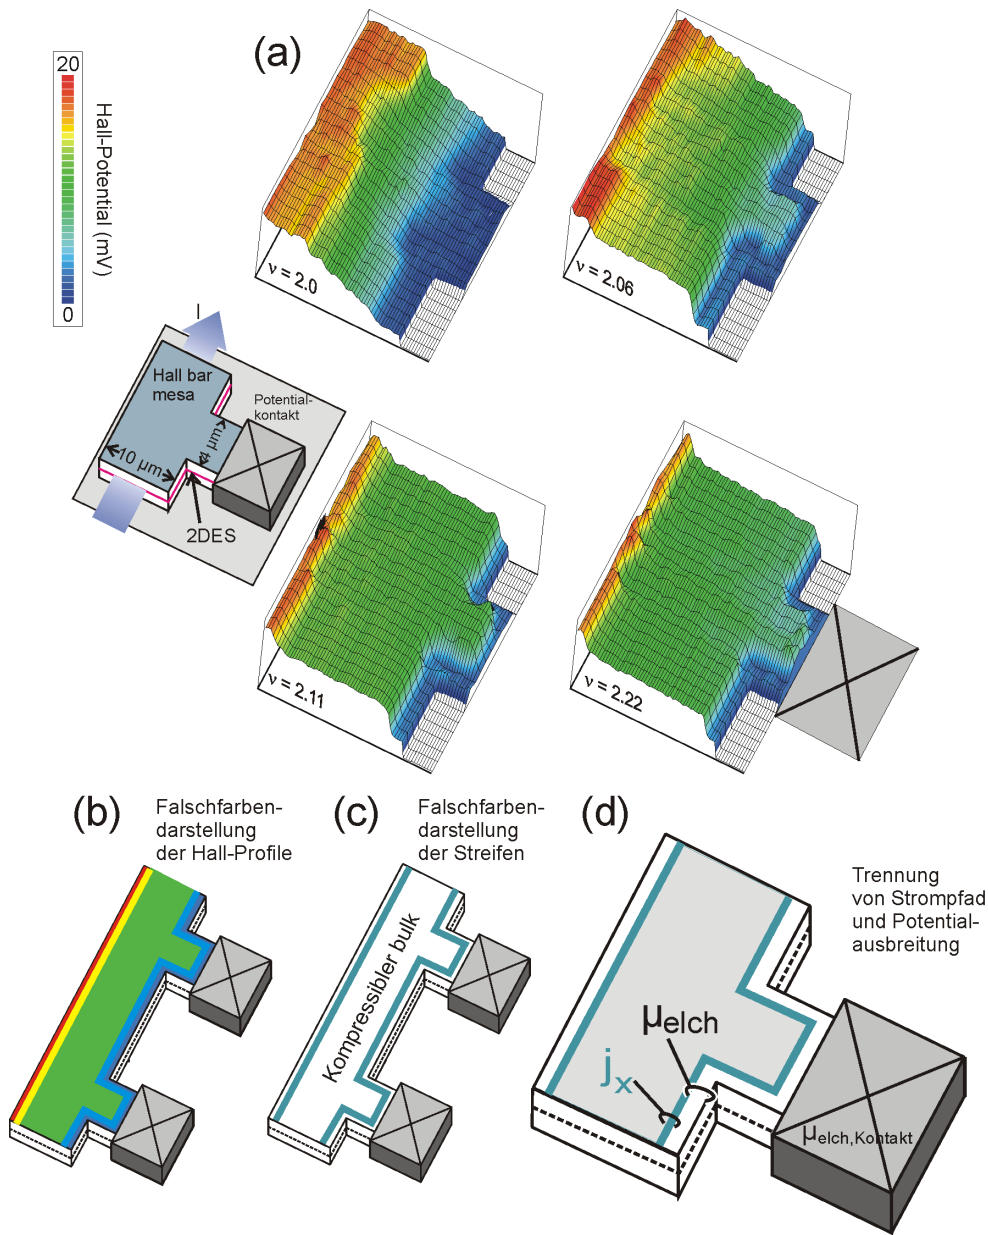 (a)
20
Hall-Potential (mV)
0
ν = 2.0
ν = 2.06
I
Hall bar
mesa
Potential-
kontakt
10 µm
4 µm
2DES
ν = 2.11
ν = 2.22
(b)
Falschfarben-
darstellung
der Hall-Profile
(c)
Falschfarben-
darstellung
der Streifen
Kompressibler bulk
(d)
Trennung
von Strompfad
und Potential-
ausbreitung
µelch
jx
µelch,Kontakt